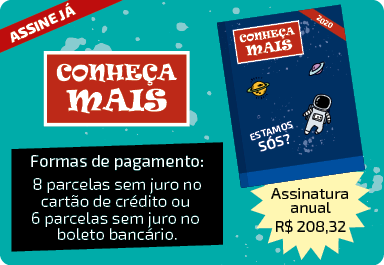 ASSINE JÁ
CONHEÇA
MAIS
Formas de pagamento:
8 parcelas sem juro no
cartão de crédito ou
6 parcelas sem juro no
boleto bancário.
2020
CONHEÇA
MAIS
ESTAMOS
SÓS?
Assinatura
anual
R$ 208,32